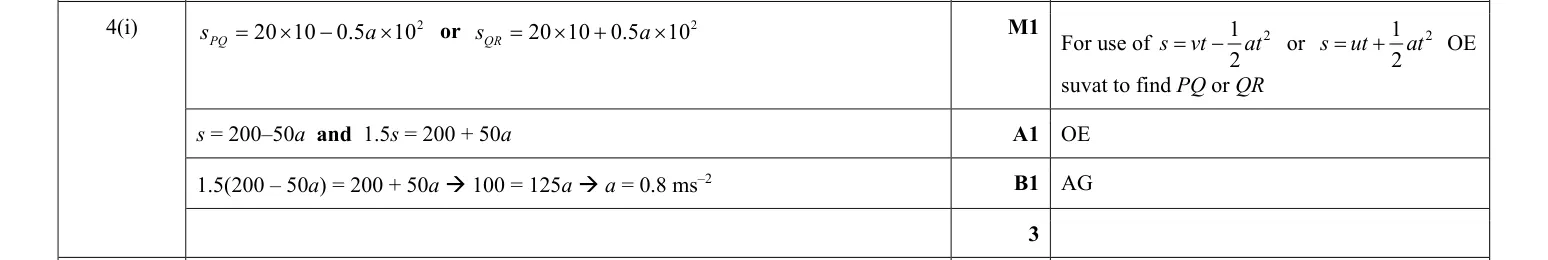 4(i)
s_PQ = 20×10 − 0.5a×10² or s_QR = 20×10 + 0.5a×10²
M1
For use of s = vt − 1/2 at² or s = ut + 1/2 at² OE
suvat to find PQ or QR
s = 200–50a and 1.5s = 200 + 50a
A1
OE
1.5(200 – 50a) = 200 + 50a → 100 = 125a → a = 0.8 ms⁻²
B1
AG
3